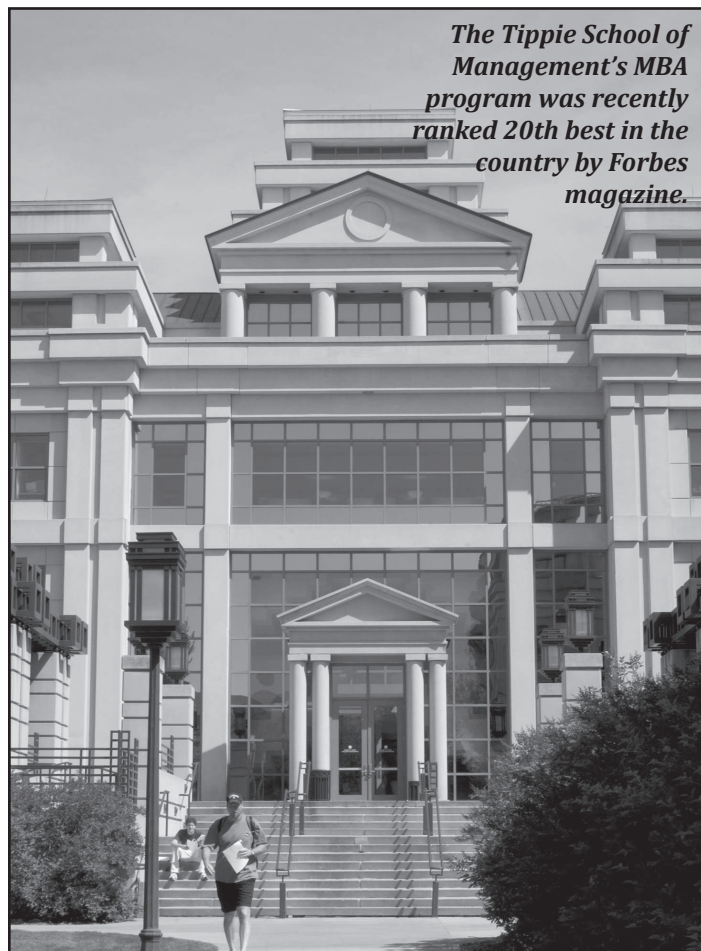 The Tippie School of
Management's MBA
program was recently
ranked 20th best in the
country by Forbes
magazine.